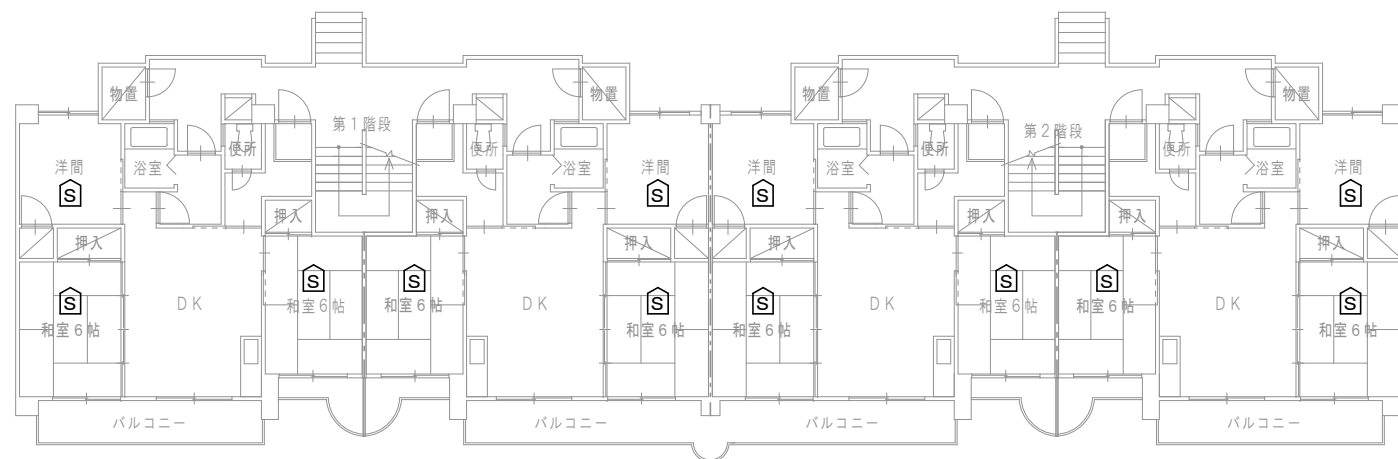 物置 物置 物置 物置
第1階段 第2階段
便所 便所 便所 便所
洋間 浴室 浴室 洋間 洋間 浴室 浴室 洋間
S S S S
押入 押入 押入 押入
押入 押入 押入 押入
S S S S
S S S S
和室6帖 DK 和室6帖 和室6帖 DK 和室6帖 和室6帖 DK 和室6帖 和室6帖 DK 和室6帖
バルコニー バルコニー バルコニー バルコニー